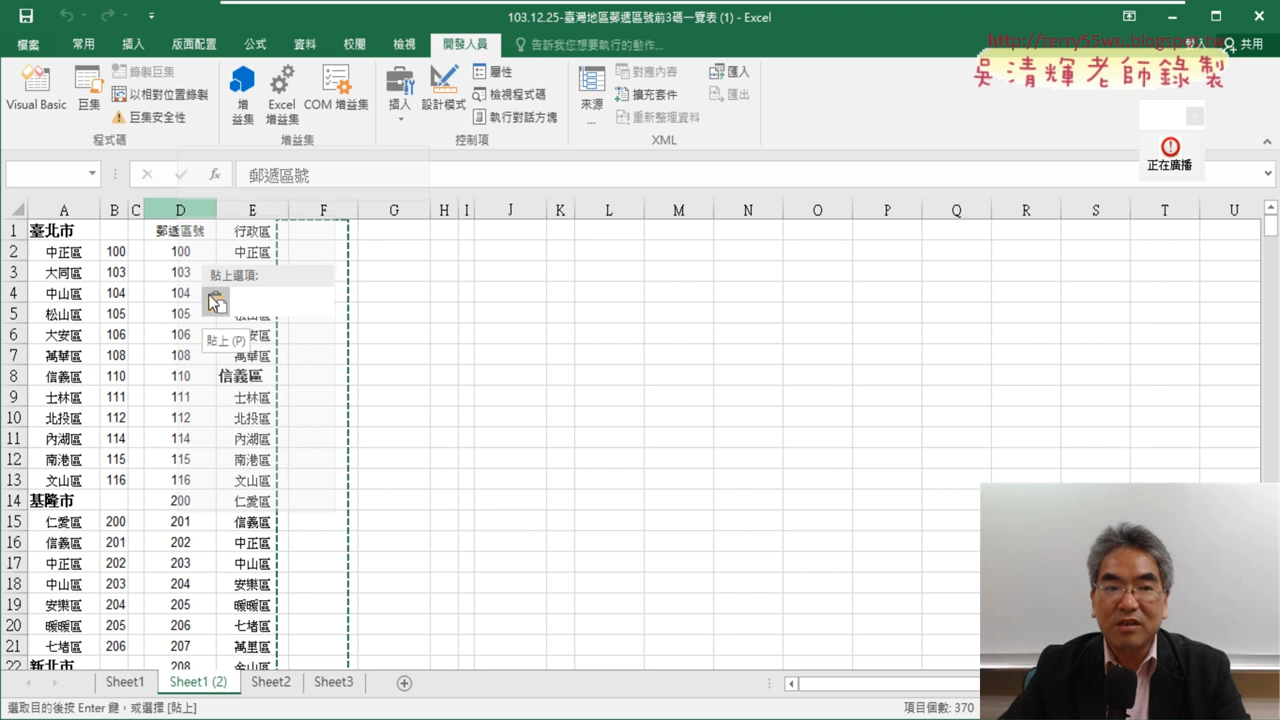 103.12.25-臺灣地區郵遞區號前3碼一覽表 (1) - Excel
檔案 常用 插入 版面配置 公式 資料 校閱 檢視 開發人員 告訴我您想要執行的動作... 登入 共用
http://terry55wu.blogspot.tw
吳清輝老師錄製
Visual Basic 巨集 錄製巨集 以相對位置錄製 巨集安全性 程式碼
增益集 Excel 增益集 COM 增益集 增益集
插入 設計模式 屬性 檢視程式碼 執行對話方塊 控制項
來源... 對應內容 擴充套件 重新整理資料 匯入 匯出 XML
正在廣播
fx 郵遞區號
A B C D E F G H I J K L M N O P Q R S T U
1 臺北市 郵遞區號 行政區
2 中正區 100 100 中正區
3 大同區 103 103
4 中山區 104 104
5 松山區 105 105 松山區
6 大安區 106 106 安區
7 萬華區 108 108 萬華區
8 信義區 110 110 信義區
9 士林區 111 111 士林區
10 北投區 112 112 北投區
11 內湖區 114 114 內湖區
12 南港區 115 115 南港區
13 文山區 116 116 文山區
14 基隆市 200 仁愛區
15 仁愛區 200 201 信義區
16 信義區 201 202 中正區
17 中正區 202 203 中山區
18 中山區 203 204 安樂區
19 安樂區 204 205 暖暖區
20 暖暖區 205 206 七堵區
21 七堵區 206 207 萬里區
22 新北市 208 金山區
貼上選項:
貼上 (P)
Sheet1 Sheet1 (2) Sheet2 Sheet3
選取目的後按 Enter 鍵，或選擇 [貼上] 項目個數: 370